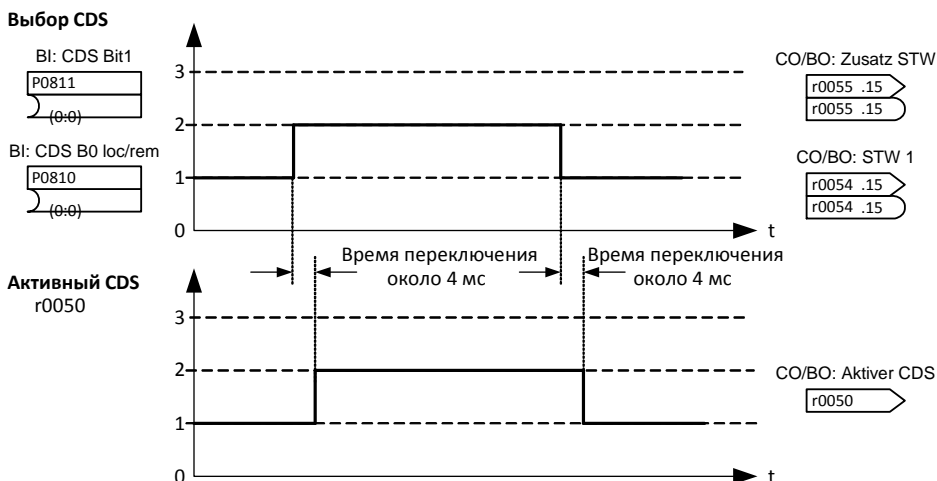 Выбор CDS
BI: CDS Bit1
P0811
(0:0)
BI: CDS B0 loc/rem
P0810
(0:0)
3
2
1
0
t
CO/BO: Zusatz STW
r0055 .15
r0055 .15
CO/BO: STW 1
r0054 .15
r0054 .15
Время переключения
около 4 мс
Время переключения
около 4 мс
Активный CDS
r0050
3
2
1
0
t
CO/BO: Aktiver CDS
r0050